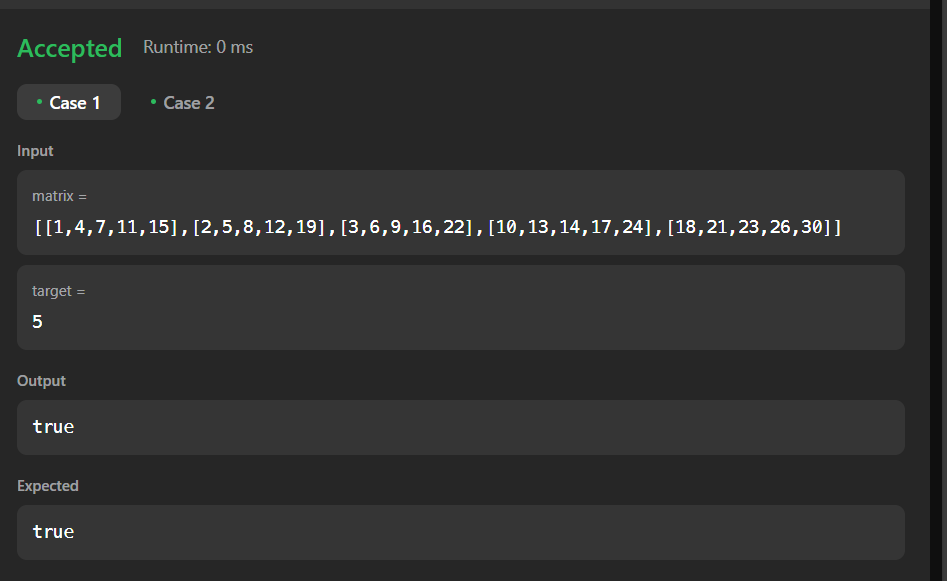 Accepted Runtime: 0 ms
• Case 1 • Case 2
Input
matrix =
[[1,4,7,11,15],[2,5,8,12,19],[3,6,9,16,22],[10,13,14,17,24],[18,21,23,26,30]]
target =
5
Output
true
Expected
true